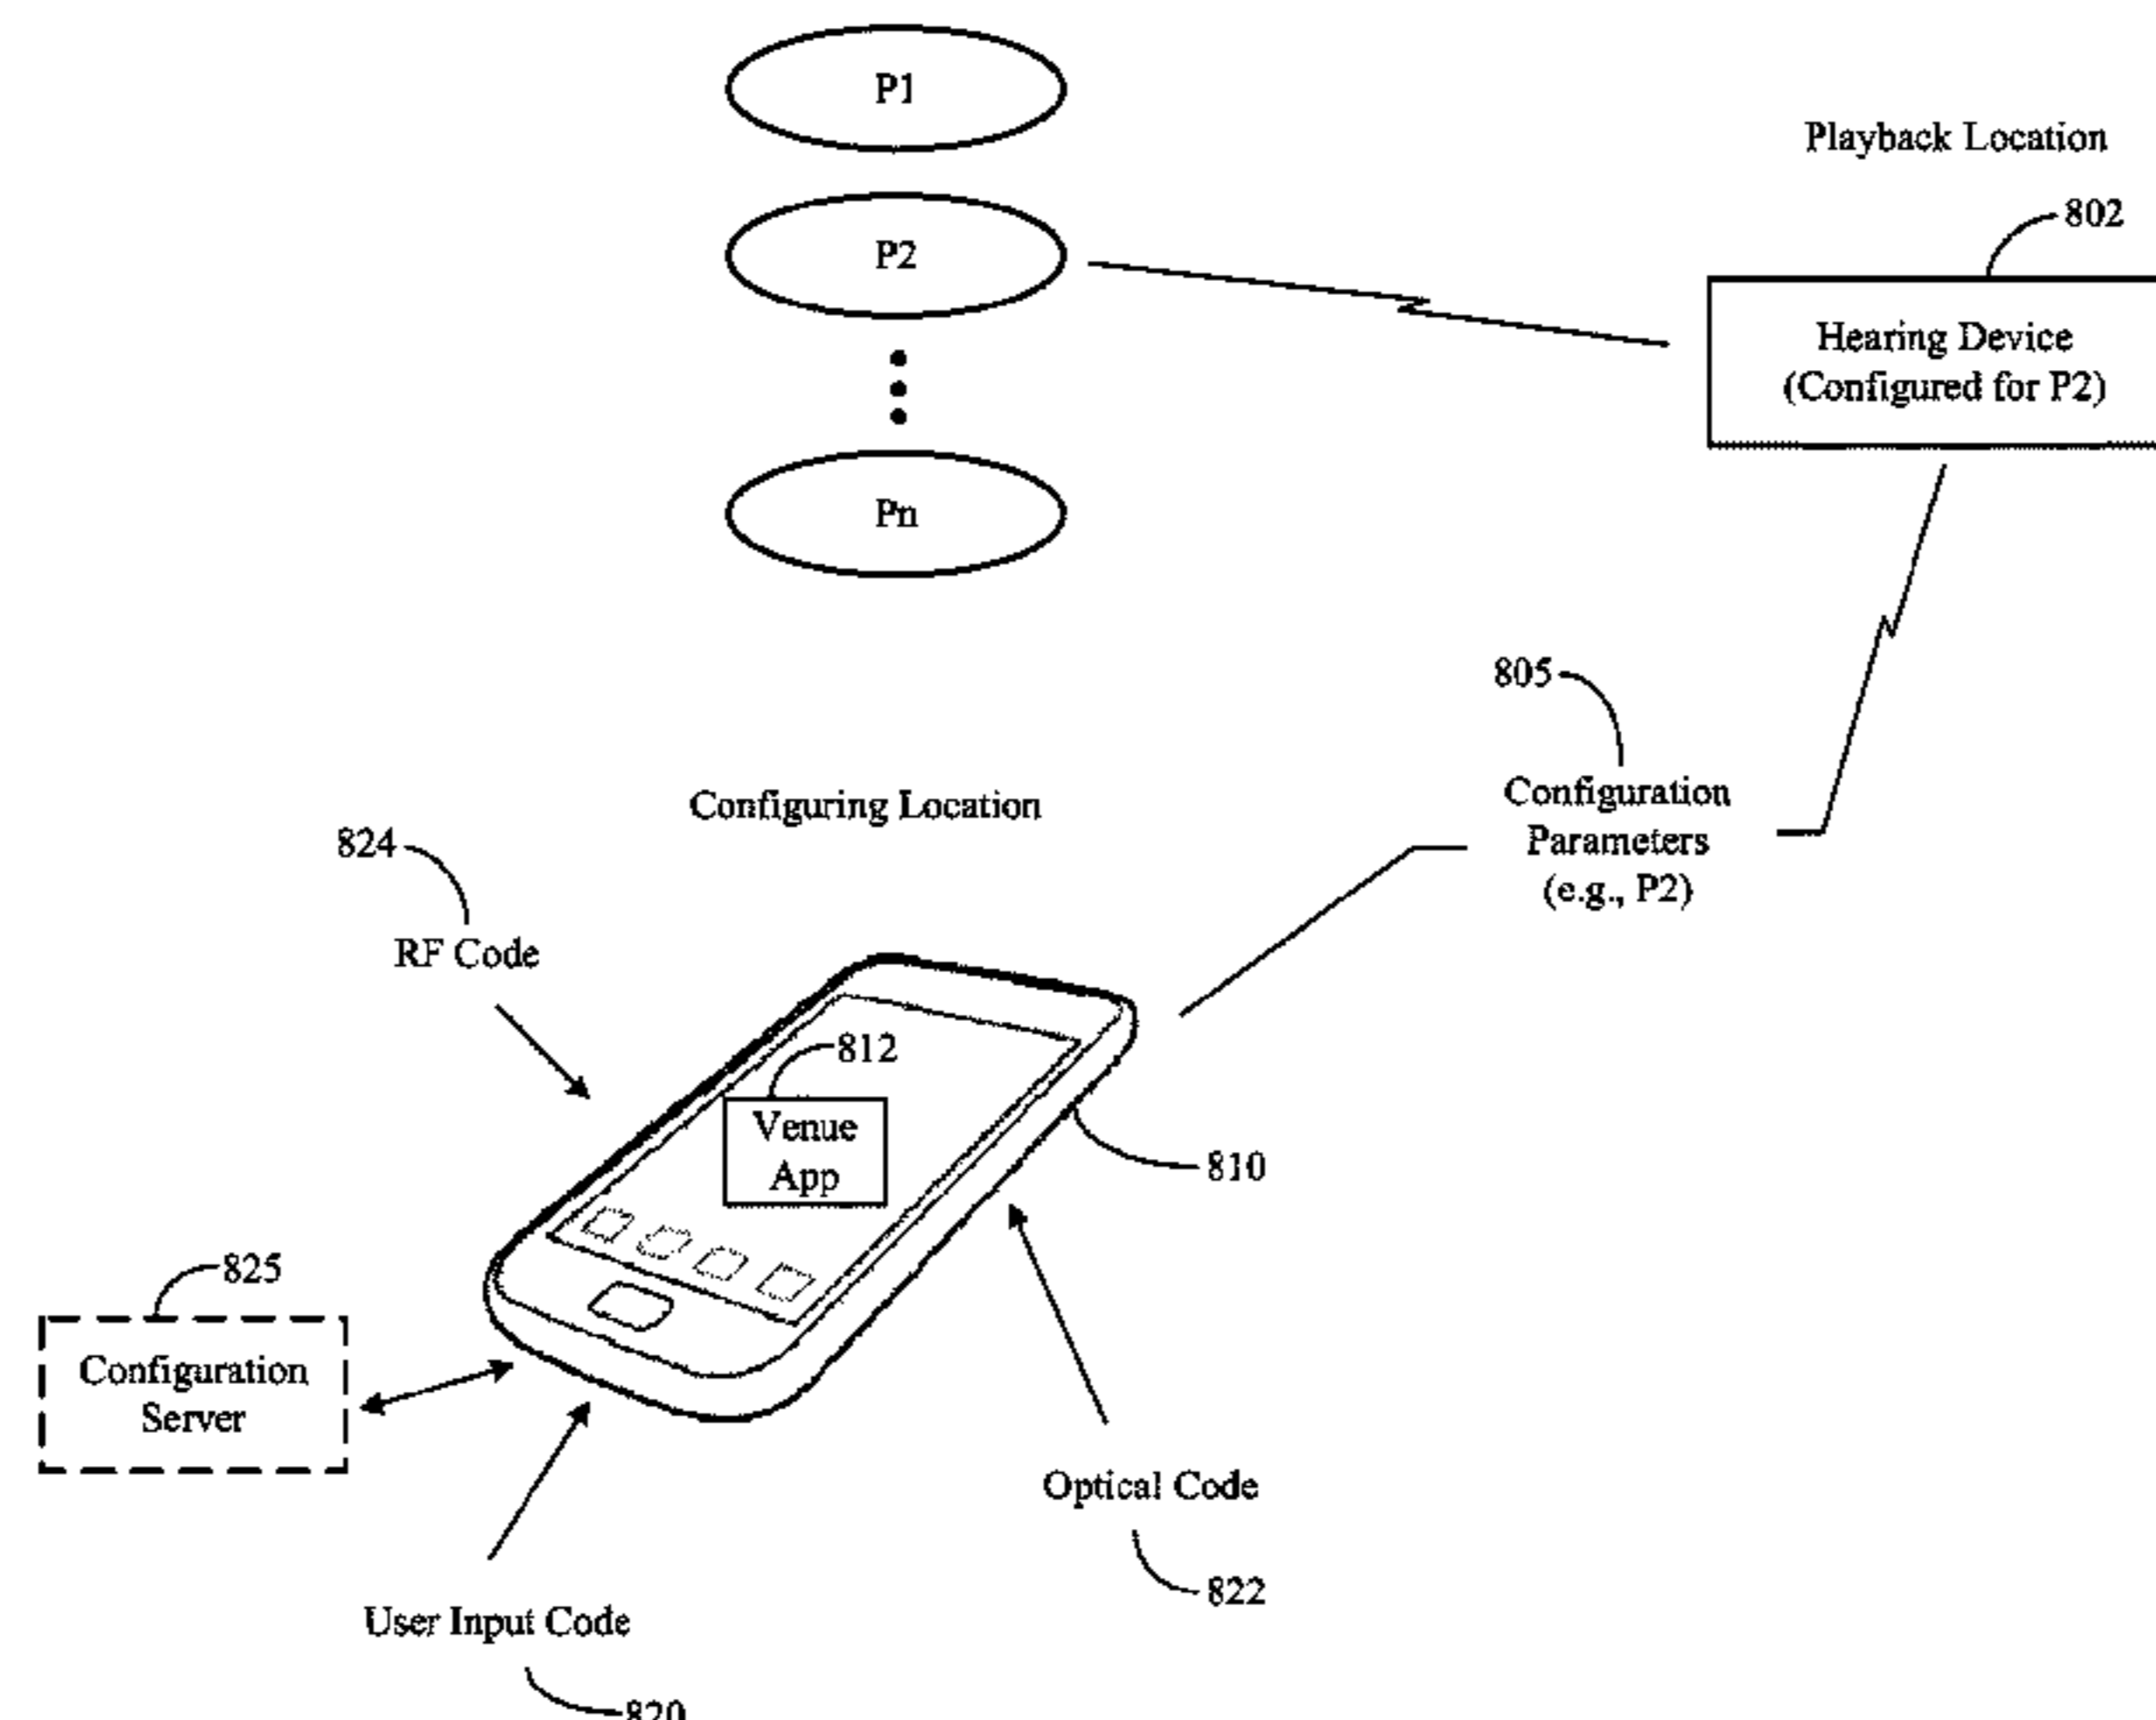 P1
Playback Location
802
P2
Hearing Device
(Configured for P2)
Pn
805
Configuration
Parameters
(e.g., P2)
Configuring Location
824
RF Code
812
Venue
App
810
825
Configuration
Server
Optical Code
822
User Input Code
820